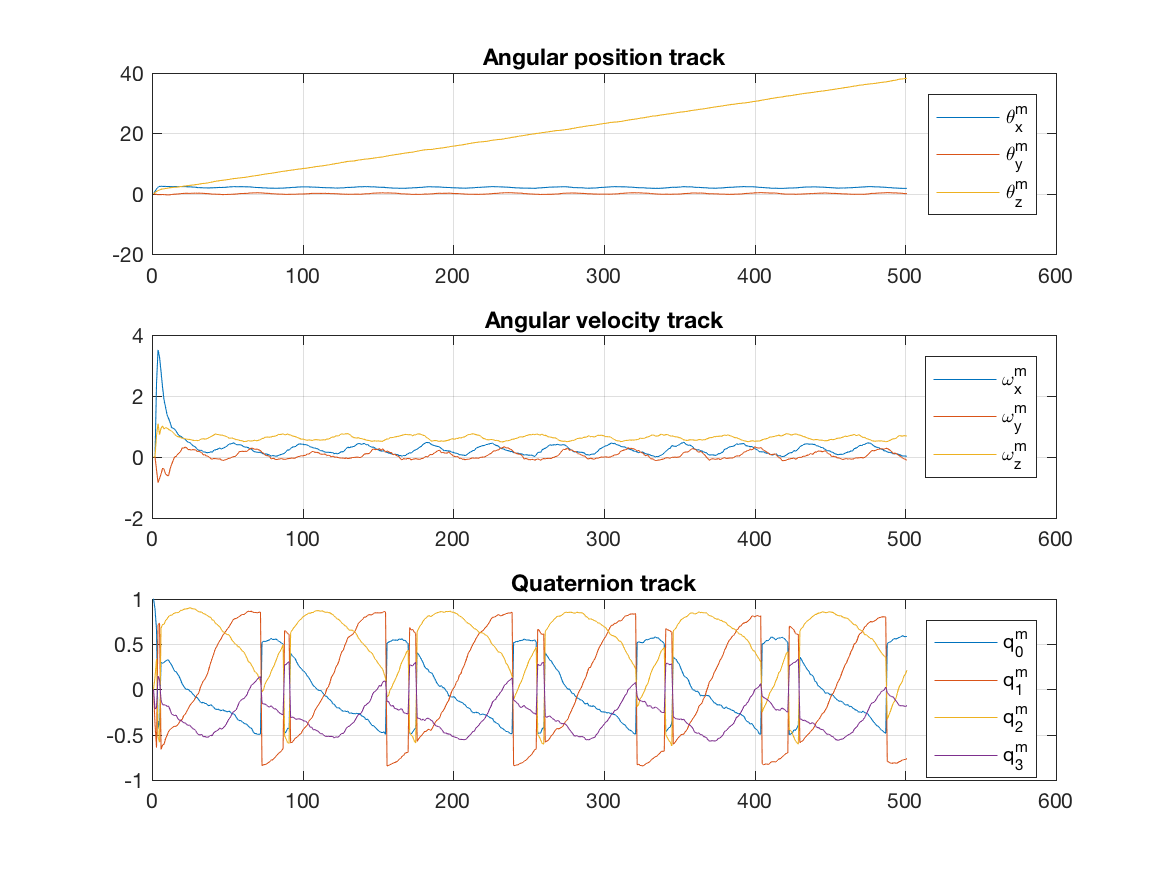 Angular position track
40
20
0
-20
0 100 200 300 400 500 600
θ_x^m
θ_y^m
θ_z^m
Angular velocity track
4
2
0
-2
0 100 200 300 400 500 600
ω_x^m
ω_y^m
ω_z^m
Quaternion track
1
0.5
0
-0.5
-1
0 100 200 300 400 500 600
q_0^m
q_1^m
q_2^m
q_3^m